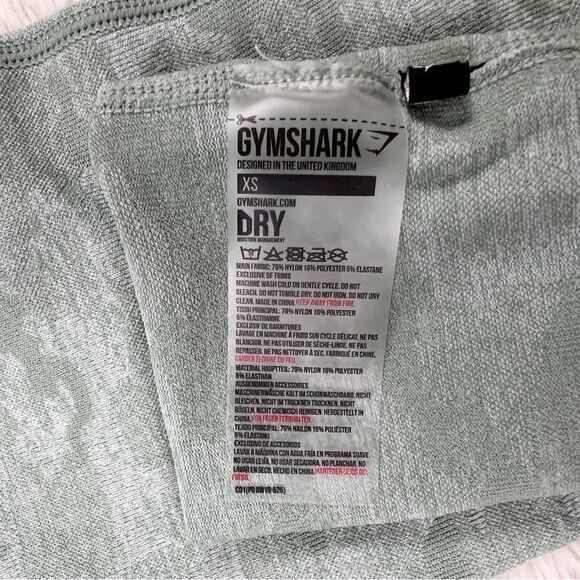 GYMSHARK
DESIGNED IN THE UNITED KINGDOM
XS
GYMSHARK.COM
DRY
MOISTURE MANAGEMENT
MAIN FABRIC: 79% NYLON 16% POLYESTER 5% ELASTANE
EXCLUSIVE OF TRIMS
MACHINE WASH COLD ON GENTLE CYCLE. DO NOT
BLEACH. DO NOT TUMBLE DRY. DO NOT IRON. DO NOT DRY
CLEAN. MADE IN CHINA. KEEP AWAY FROM FIRE.
TISSU PRINCIPAL: 79% NYLON 16% POLYESTER
5% ÉLASTHANNE
EXCLUSIF DE GARNITURES
LAVAGE EN MACHINE À FROID SUR CYCLE DÉLICAT. NE PAS
BLANCHIR. NE PAS UTILISER DE SÈCHE-LINGE. NE PAS
REPASSER. NE PAS NETTOYER À SEC. FABRIQUÉ EN CHINE.
GARDER ÉLOIGNÉ DU FEU.
MATERIAL HAUPTTEIL: 79% NYLON 16% POLYESTER
5% ELASTHAN
AUSGENOMMEN ACCESSOIRES
MASCHINENWÄSCHE KALT IM SCHONWASCHGANG. NICHT
BLEICHEN. NICHT IM TROCKNER TROCKNEN. NICHT
BÜGELN. NICHT CHEMISCH REINIGEN. HERGESTELLT IN
CHINA. VON FEUER FERNHALTEN
TEJIDO PRINCIPAL: 79% NAILON 16% POLIÉSTER
5% ELASTANO
EXCLUSIVO DE ACCESORIOS
LAVAR A MÁQUINA CON AGUA FRÍA EN PROGRAMA SUAVE.
NO USAR LEJÍA, NO USAR SECADORA. NO PLANCHAR. NO
LAVAR EN SECO. HECHO EN CHINA. MANTENER LEJOS DEL
FUEGO.